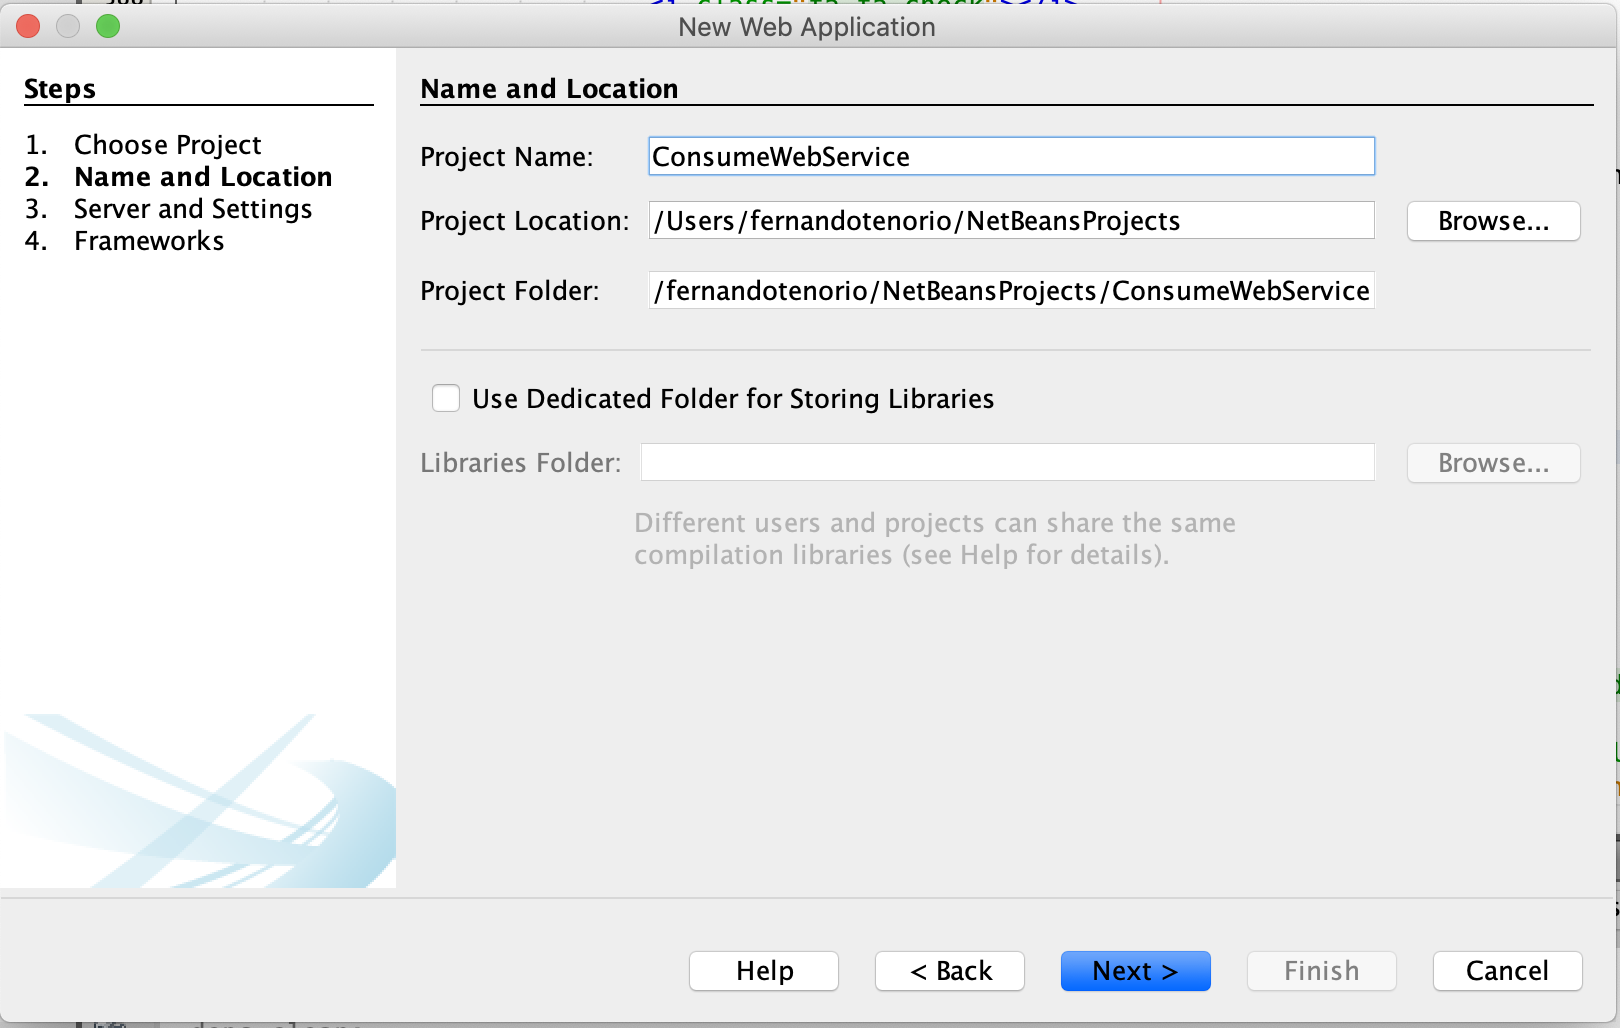 New Web Application
Steps
1. Choose Project
2. Name and Location
3. Server and Settings
4. Frameworks
Name and Location
Project Name: ConsumeWebService
Project Location: /Users/fernandotenorio/NetBeansProjects Browse...
Project Folder: /fernandotenorio/NetBeansProjects/ConsumeWebService
Use Dedicated Folder for Storing Libraries
Libraries Folder: Browse...
Different users and projects can share the same
compilation libraries (see Help for details).
Help < Back Next > Finish Cancel